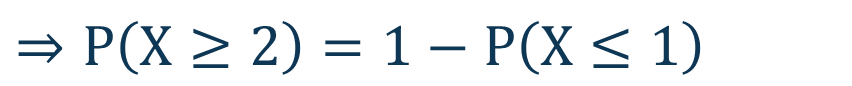 ⇒ P(X ≥ 2) = 1 − P(X ≤ 1)